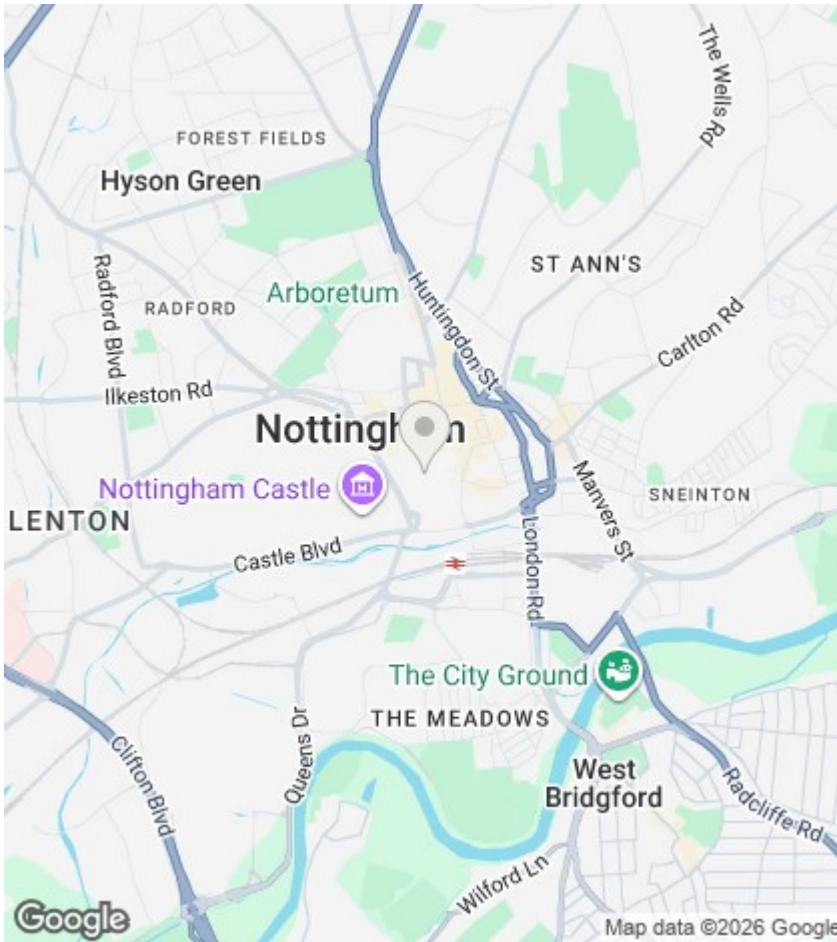 The Wells Rd
FOREST FIELDS
Hyson Green
ST ANN'S
Arboretum
Radford Blvd
RADFORD
Huntingdon St
Carlton Rd
Ilkeston Rd
Nottingham
Nottingham Castle
Manvers St
SNEINTON
LENTON
Castle Blvd
London Rd
The City Ground
THE MEADOWS
Queens Dr
Clifton Blvd
West
Bridgford
Radcliffe Rd
Wilford Ln
Google
Map data ©2026 Google